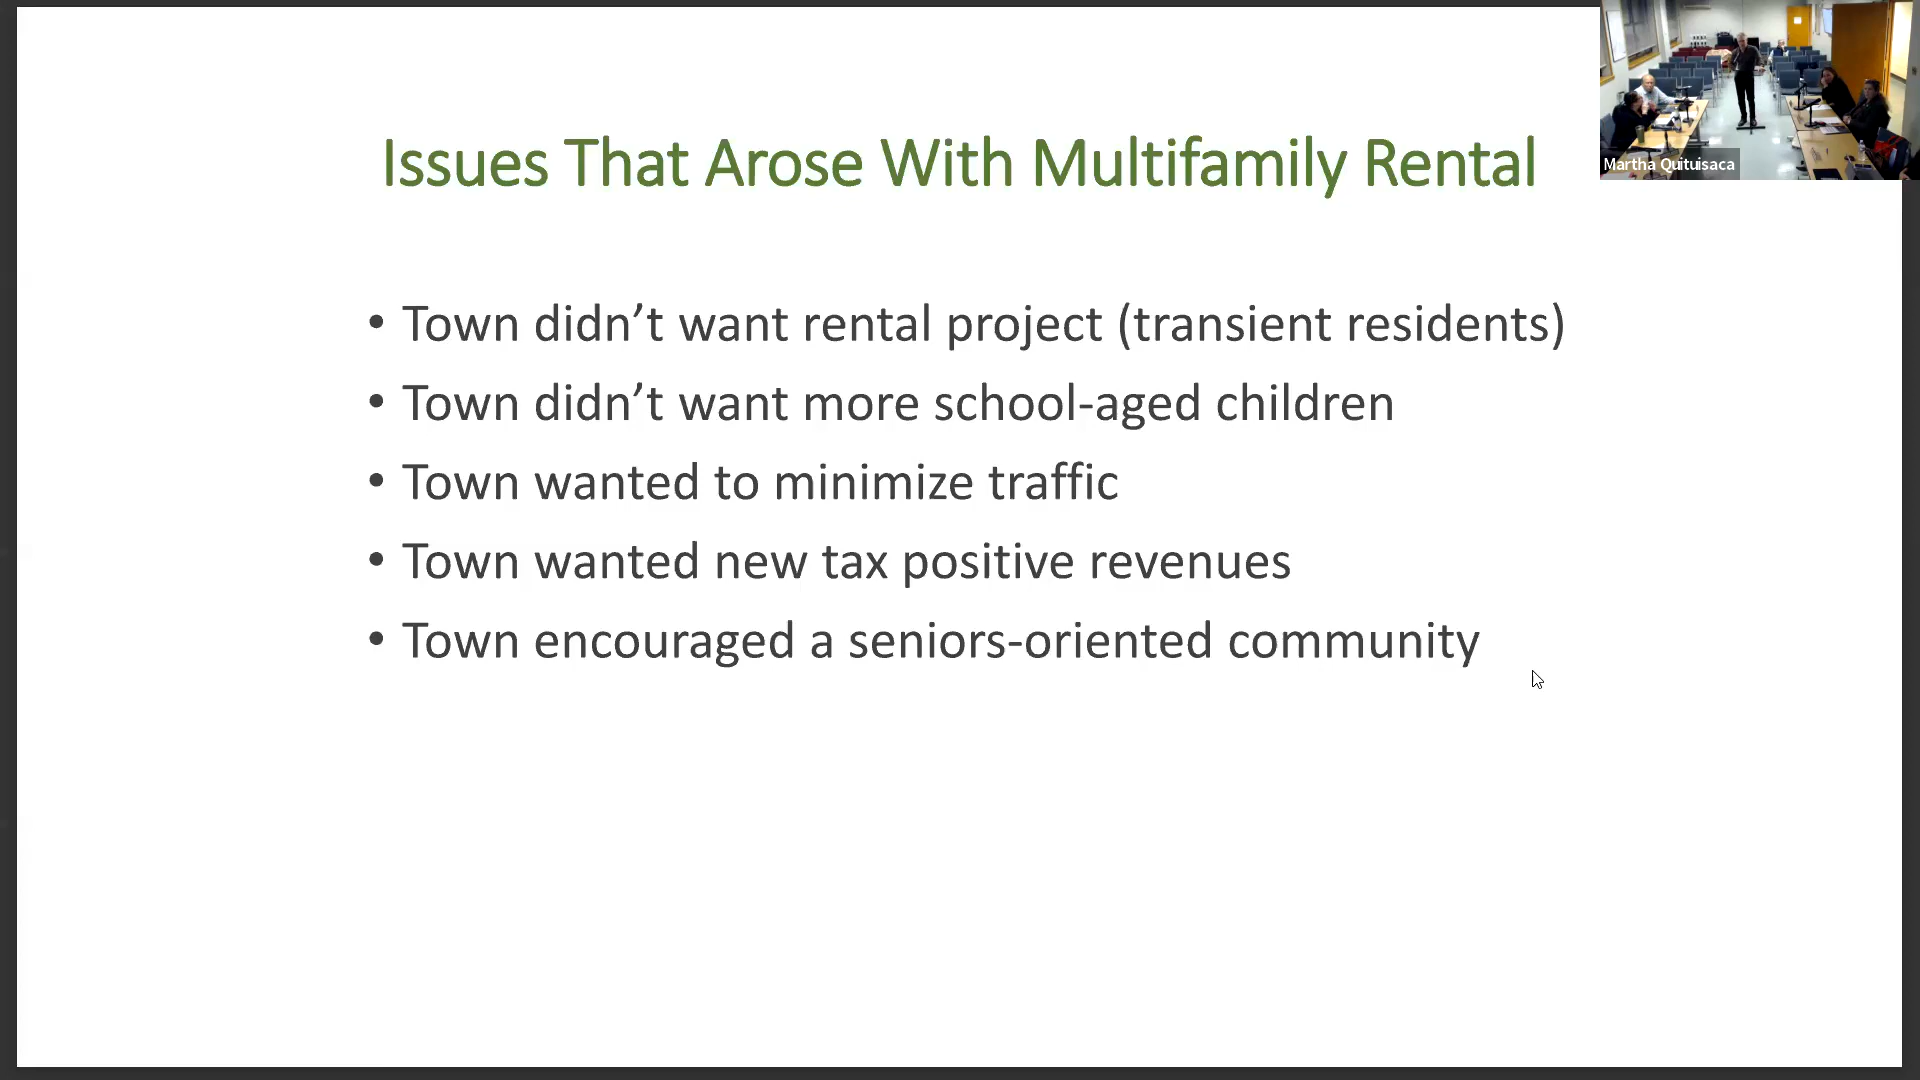 Issues That Arose With Multifamily Rental
Martha Quituisaca
• Town didn’t want rental project (transient residents)
• Town didn’t want more school-aged children
• Town wanted to minimize traffic
• Town wanted new tax positive revenues
• Town encouraged a seniors-oriented community